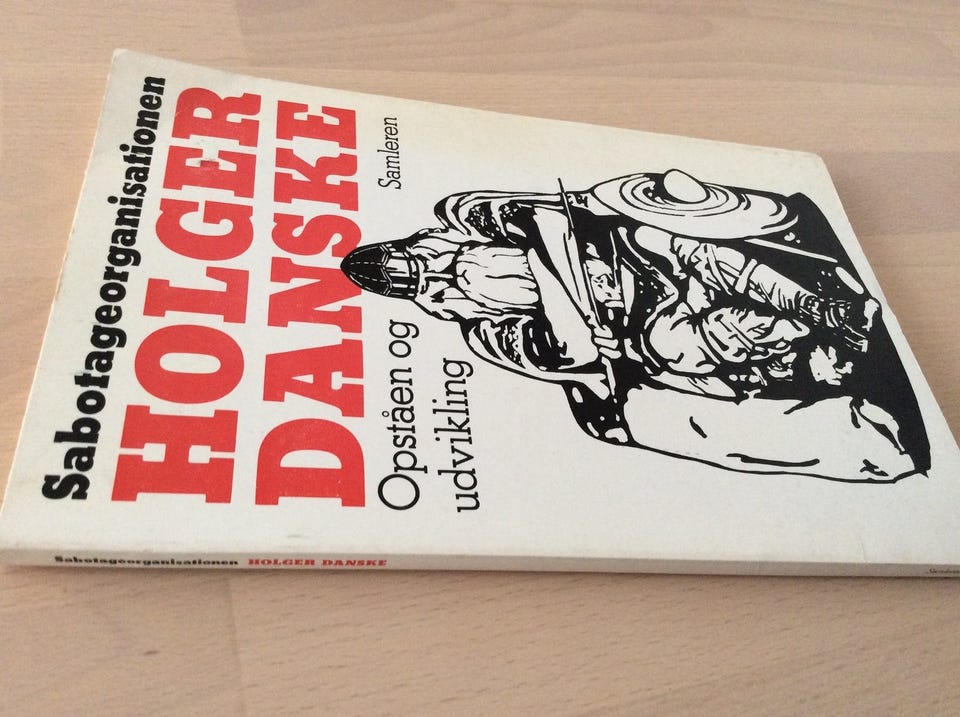 Sabotageorganisationen
HOLGER
DANSKE
Samleren
Opståen og
udvikling
Sabotageorganisationen HOLGER DANSKE